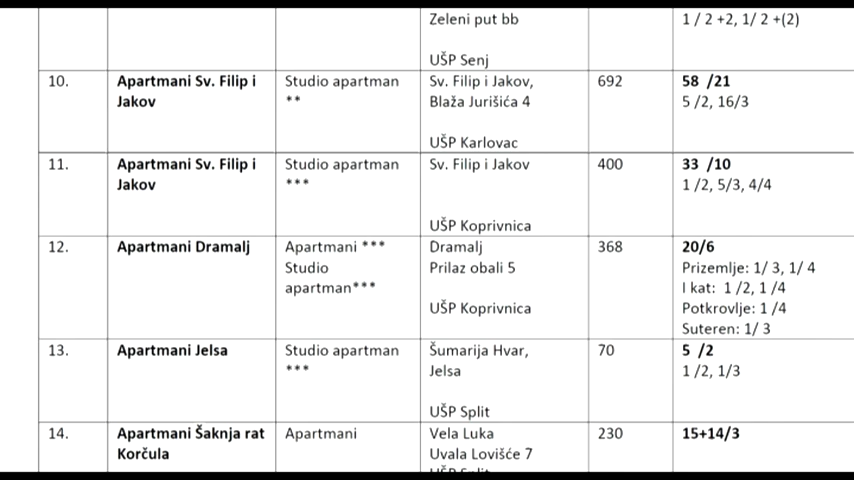 Zeleni put bb
1 / 2 +2, 1/ 2 +(2)
UŠP Senj
10.
Apartmani Sv. Filip i
Jakov
Studio apartman
**
Sv. Filip i Jakov,
Blaža Jurišića 4
UŠP Karlovac
692
58 /21
5 /2, 16/3
11.
Apartmani Sv. Filip i
Jakov
Studio apartman
***
Sv. Filip i Jakov
UŠP Koprivnica
400
33 /10
1 /2, 5/3, 4/4
12.
Apartmani Dramalj
Apartmani ***
Studio
apartman***
Dramalj
Prilaz obali 5
UŠP Koprivnica
368
20/6
Prizemlje: 1/ 3, 1/ 4
I kat: 1 /2, 1 /4
Potkrovlje: 1 /4
Suteren: 1/ 3
13.
Apartmani Jelsa
Studio apartman
***
Šumarija Hvar,
Jelsa
UŠP Split
70
5 /2
1 /2, 1/3
14.
Apartmani Šaknja rat
Korčula
Apartmani
Vela Luka
Uvala Lovišće 7
UŠP Split
230
15+14/3